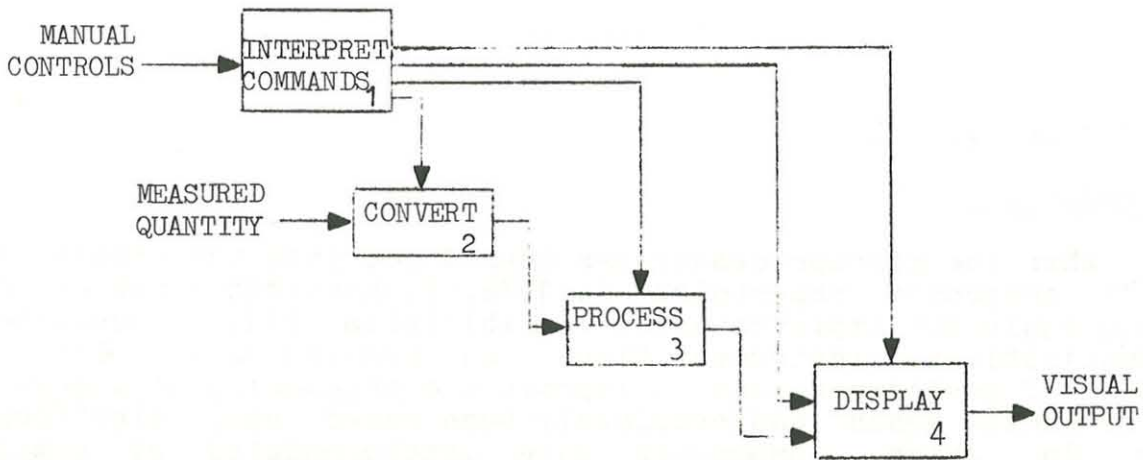 MANUAL
CONTROLS
INTERPRET
COMMANDS
1
MEASURED
QUANTITY
CONVERT
2
PROCESS
3
DISPLAY
4
VISUAL
OUTPUT